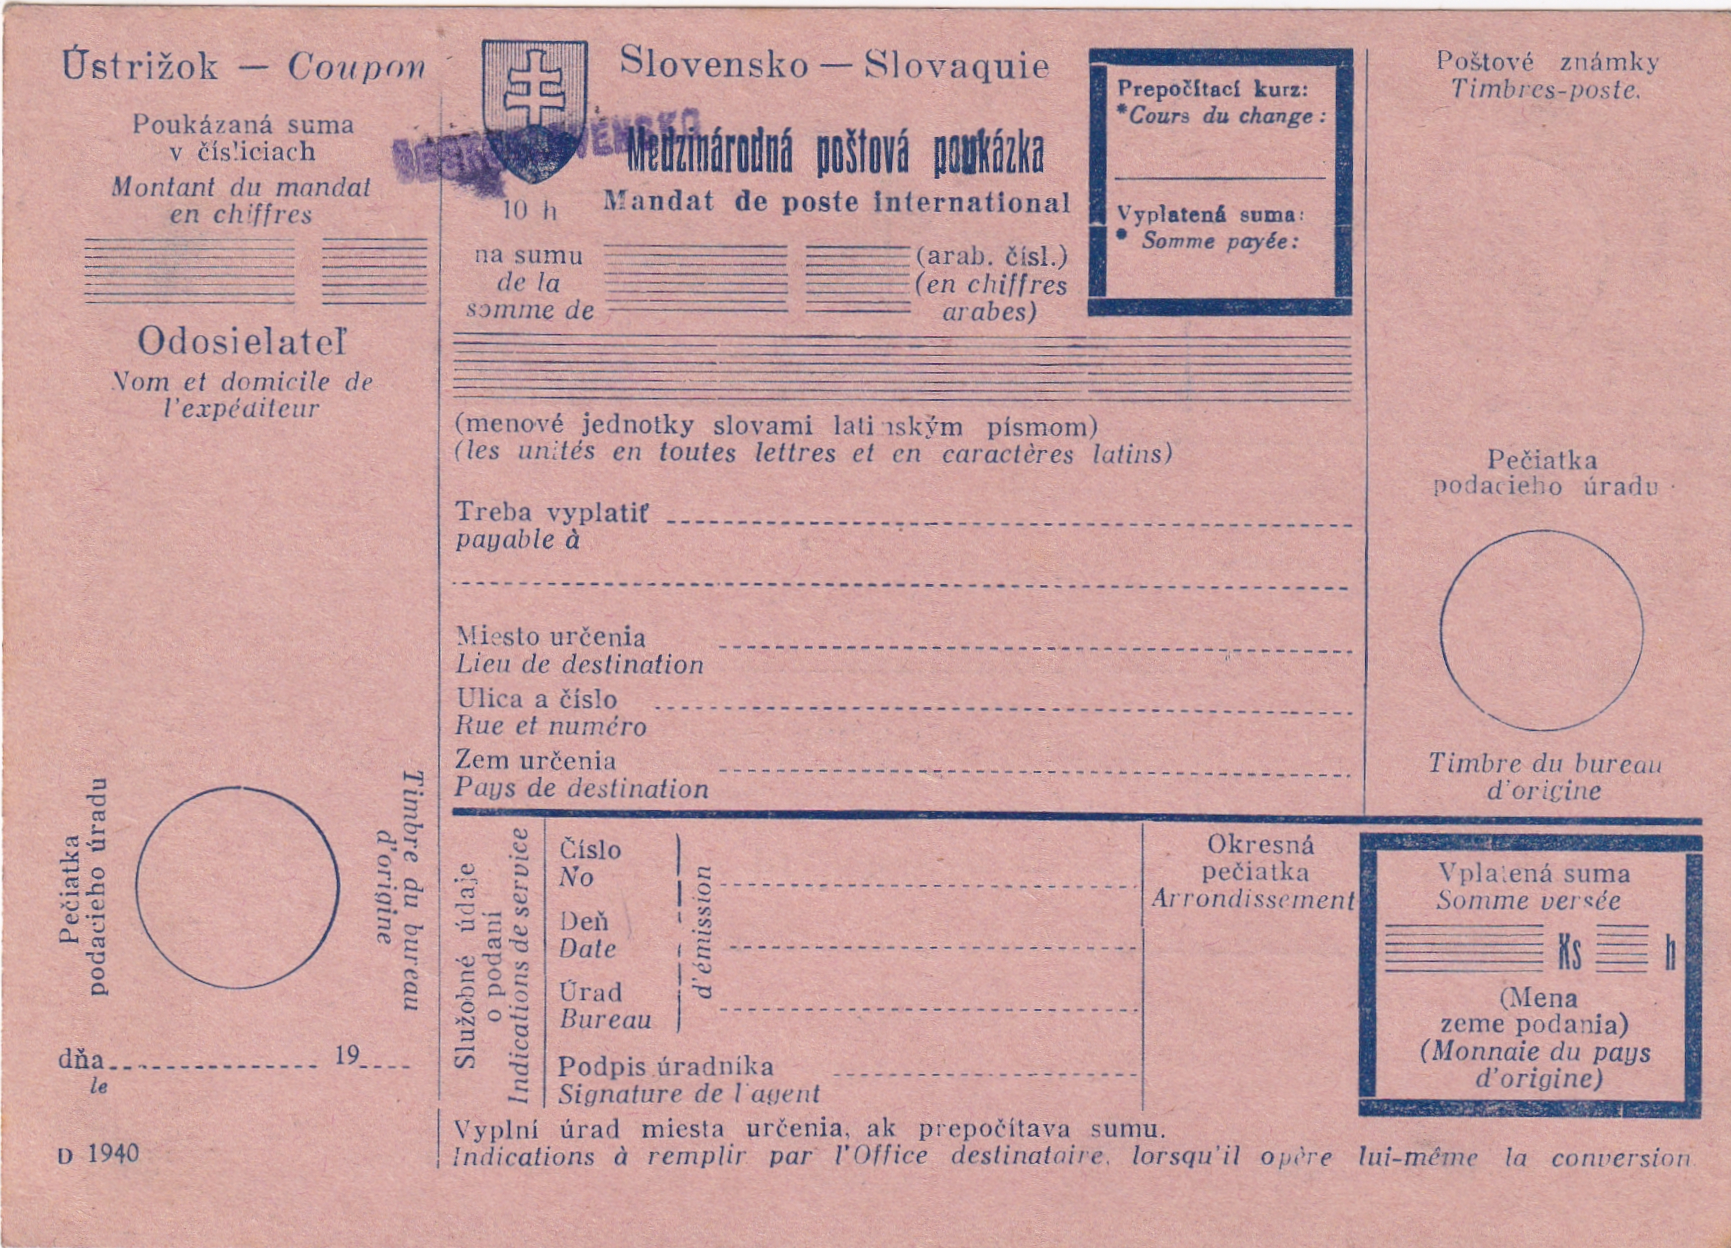 Ústrižok — Coupon
Poukázaná suma
v čísliciach
Montant du mandat
en chiffres
Odosielateľ
Nom et domicile de
l'expéditeur
Pečiatka
podacieho úradu
Timbre du bureau
d'origine
dňa 19
le
D 1940
Slovensko — Slovaquie
ČESKOSLOVENSKO
Medzinárodná poštová poukázka
10 h
Mandat de poste international
na sumu
de la
somme de
(arab. čísl.)
(en chiffres
arabes)
Prepočítací kurz:
*Cours du change:
Vyplatená suma:
* Somme payée:
(menové jednotky slovami latinským písmom)
(les unités en toutes lettres et en caractères latins)
Treba vyplatiť
payable à
Miesto určenia
Lieu de destination
Ulica a číslo
Rue et numéro
Zem určenia
Pays de destination
Poštové známky
Timbres-poste.
Pečiatka
podacieho úradu
Timbre du bureau
d'origine
Služobné údaje
o podaní
Indications de service
Číslo
No
Deň
Date
Úrad
Bureau
d'émission
Podpis úradníka
Signature de l'agent
Okresná
pečiatka
Arrondissement
Vplatená suma
Somme versée
Ks h
(Mena
zeme podania)
(Monnaie du pays
d'origine)
Vyplní úrad miesta určenia, ak prepočítava sumu.
Indications à remplir par l'Office destinataire, lorsqu'il opère lui-même la conversion